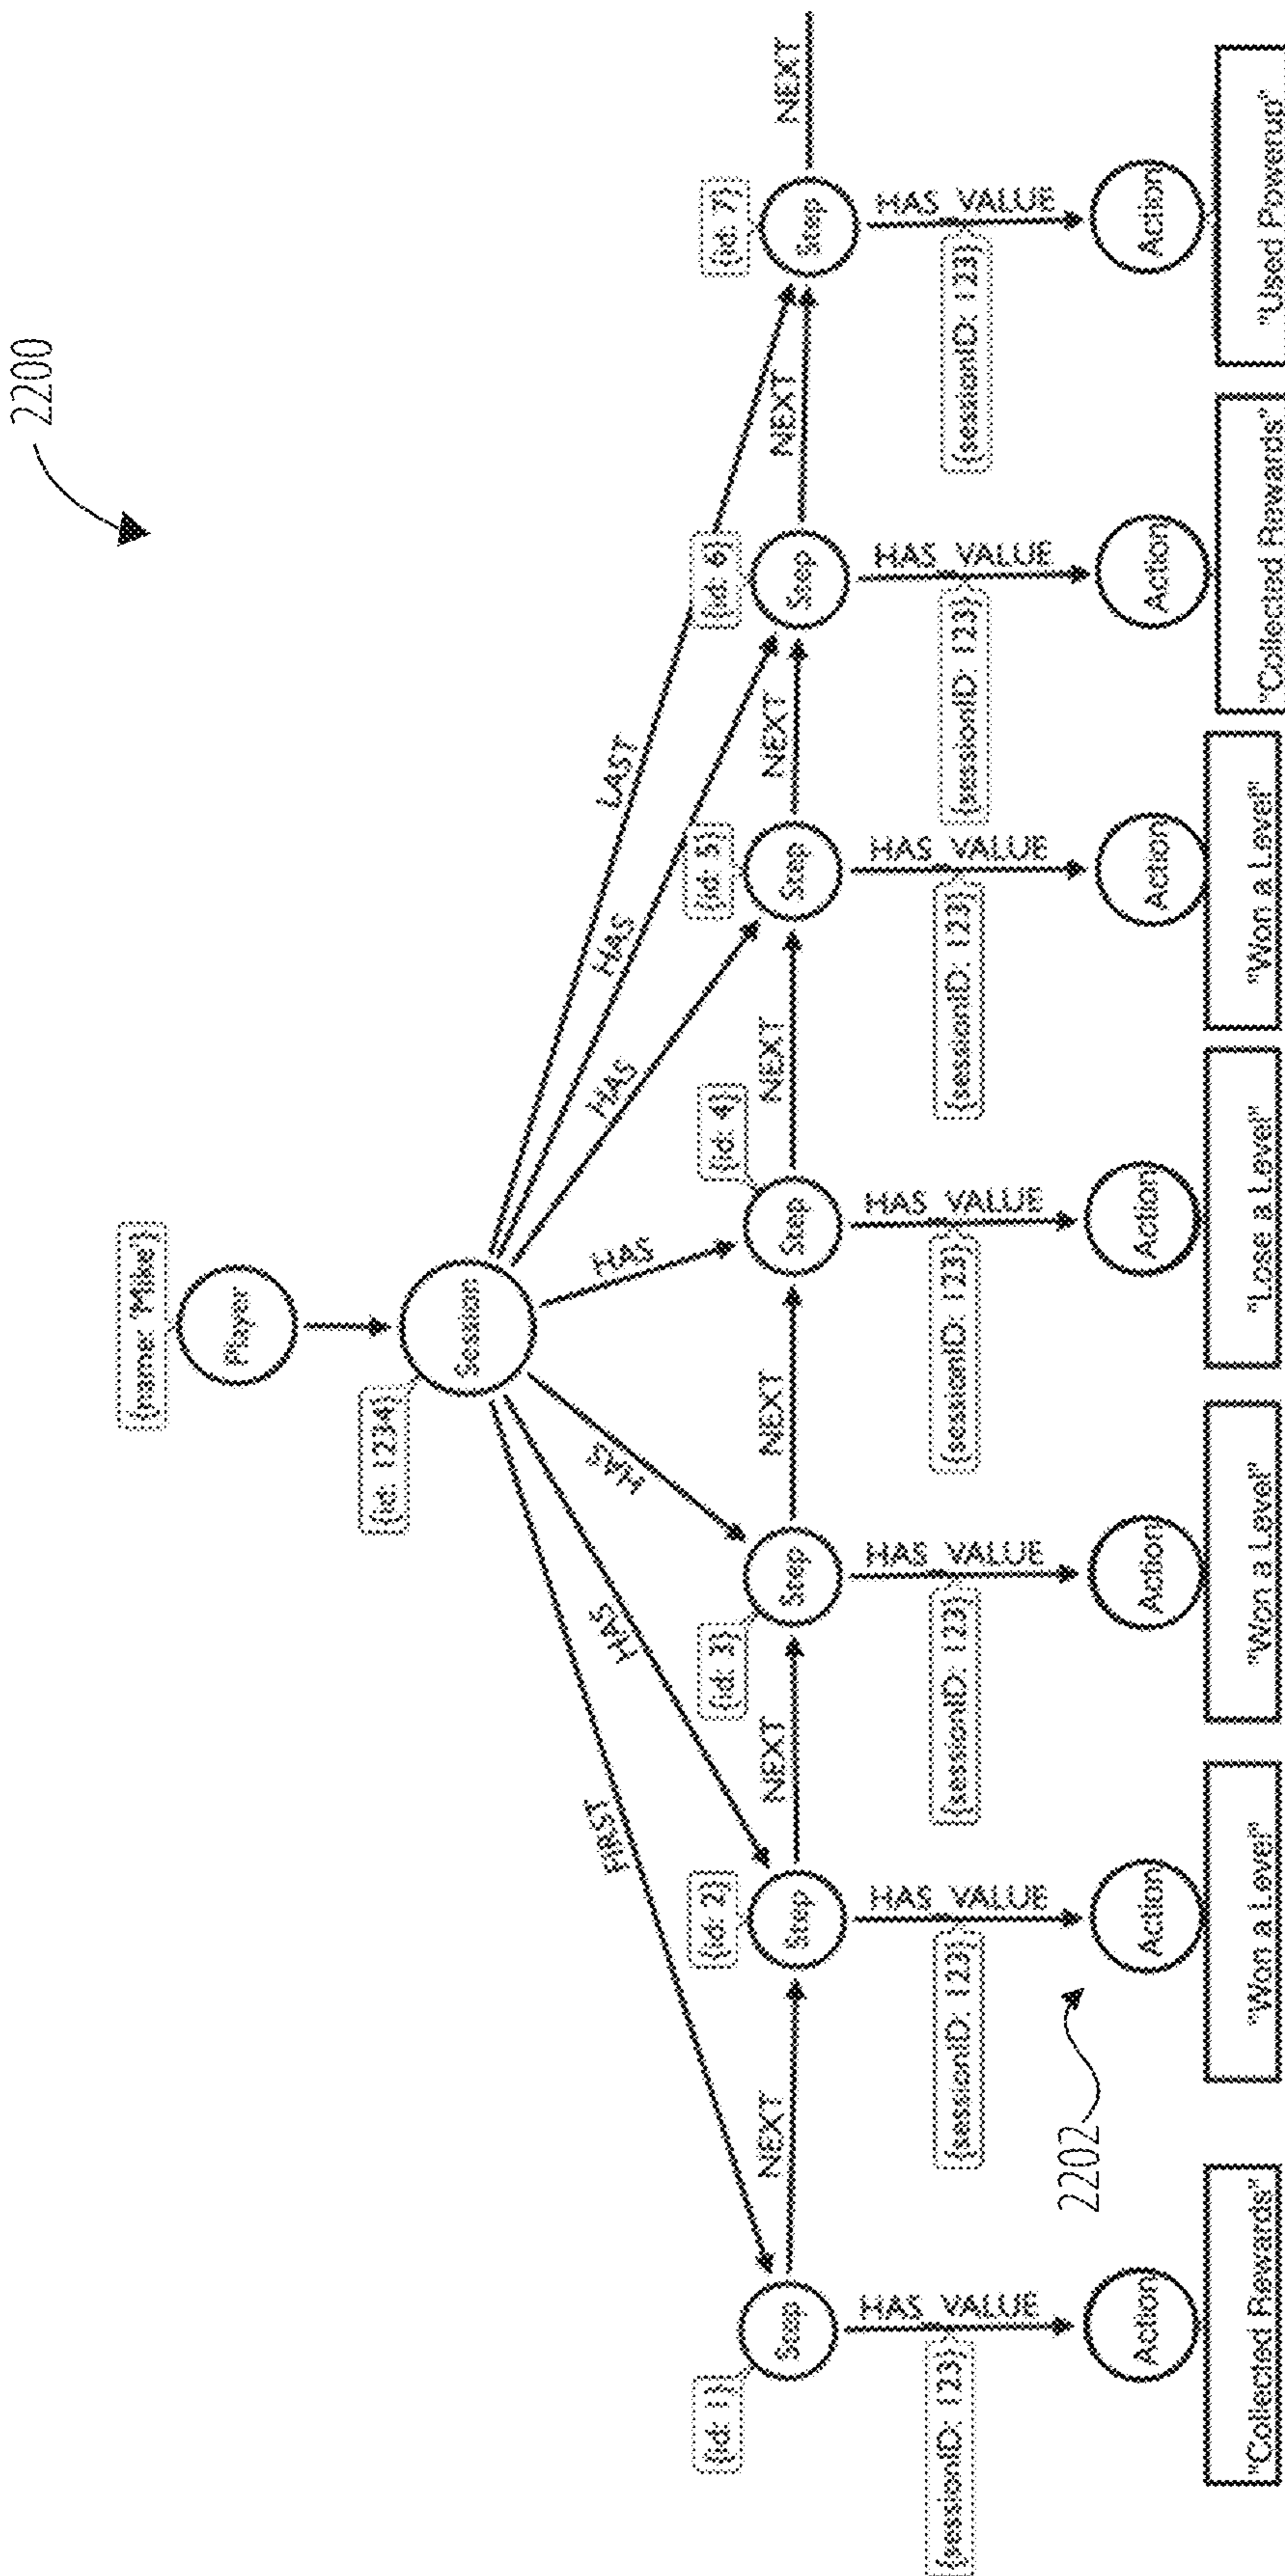 2200
{name: 'Mike'}
Player
{id: 1234}
Session
FIRST
HAS
HAS
HAS
HAS
HAS
LAST
{id: 1}
{id: 2}
{id: 3}
{id: 4}
{id: 5}
{id: 6}
{id: 7}
Step
Step
Step
Step
Step
Step
Step
NEXT
NEXT
NEXT
NEXT
NEXT
NEXT
NEXT
HAS VALUE
HAS VALUE
HAS VALUE
HAS VALUE
HAS VALUE
HAS VALUE
HAS VALUE
{sessionID: 123}
{sessionID: 123}
{sessionID: 123}
{sessionID: 123}
{sessionID: 123}
{sessionID: 123}
{sessionID: 123}
2202
Action
Action
Action
Action
Action
Action
Action
"Collected Rewards"
"Won a Level"
"Won a Level"
"Lose a Level"
"Won a Level"
"Collected Rewards"
"Used Powerup"